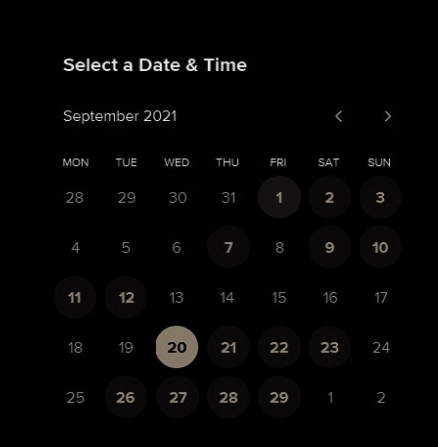 Select a Date & Time
September 2021
MON TUE WED THU FRI SAT SUN
28 29 30 31 1 2 3
4 5 6 7 8 9 10
11 12 13 14 15 16 17
18 19 20 21 22 23 24
25 26 27 28 29 1 2